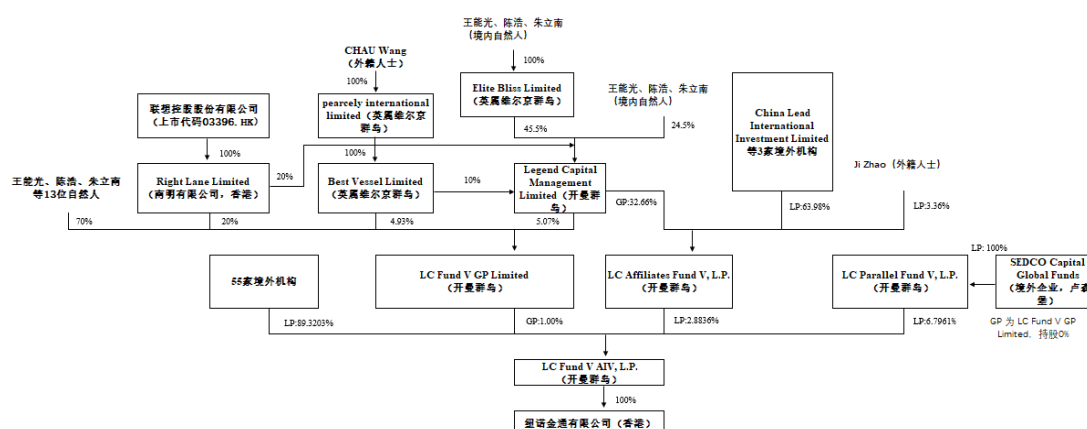 王能光、陈浩、朱立南
（境内自然人）
CHAU Wang
（外籍人士）
100%
100%
联想控股股份有限公司
（上市代码03396.HK）
pearcely international
limited（英属维尔京
群岛）
Elite Bliss Limited
（英属维尔京群岛）
王能光、陈浩、朱立南
（境内自然人）
China Lead
International
Investment Limited
等3家境外机构
45.5%
24.5%
100%
100%
王能光、陈浩、朱立南
等13位自然人
Right Lane Limited
（南明有限公司，香港）
20%
Best Vessel Limited
（英属维尔京群岛）
10%
Legend Capital
Management
Limited（开曼群
岛）
Ji Zhao（外籍人士）
GP:32.66%
LP:63.98%
LP:3.36%
70%
20%
4.93%
5.07%
LP: 100%
55家境外机构
LC Fund V GP Limited
（开曼群岛）
LC Affiliates Fund V, L.P.
（开曼群岛）
LC Parallel Fund V, L.P.
（开曼群岛）
SEDCO Capital
Global Funds
（境外企业，卢森
堡）
LP:89.3203%
GP:1.00%
LP:2.8836%
LP:6.7961%
GP 为 LC Fund V GP
Limited，持股0%
LC Fund V AIV, L.P.
（开曼群岛）
100%
纽诺金通有限公司（香港）